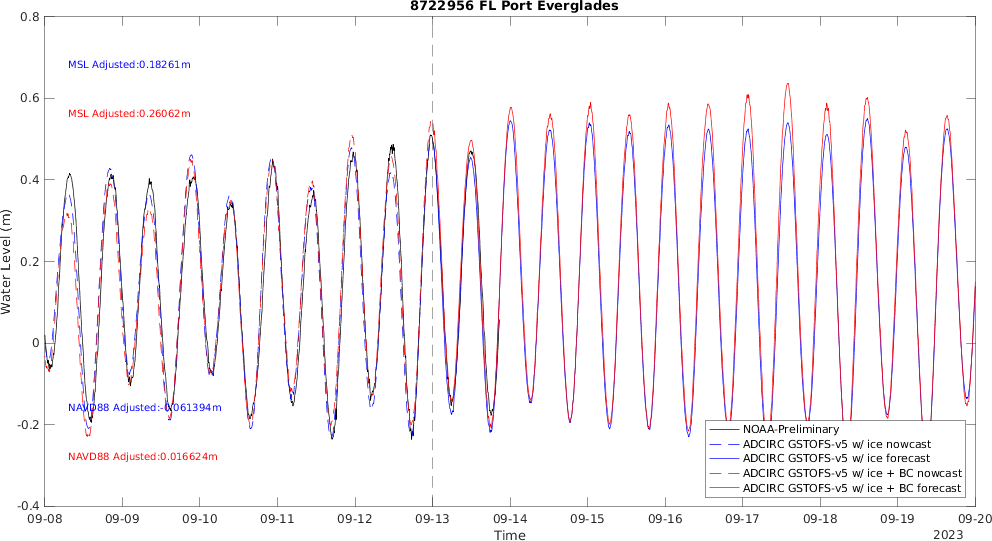 8722956 FL Port Everglades
0.8
0.6
0.4
0.2
0
-0.2
-0.4
Water Level (m)
MSL Adjusted:0.18261m
MSL Adjusted:0.26062m
NAVD88 Adjusted:-0.061394m
NAVD88 Adjusted:0.016624m
NOAA-Preliminary
ADCIRC GSTOFS-v5 w/ ice nowcast
ADCIRC GSTOFS-v5 w/ ice forecast
ADCIRC GSTOFS-v5 w/ ice + BC nowcast
ADCIRC GSTOFS-v5 w/ ice + BC forecast
09-08 09-09 09-10 09-11 09-12 09-13 09-14 09-15 09-16 09-17 09-18 09-19 09-20
Time
2023